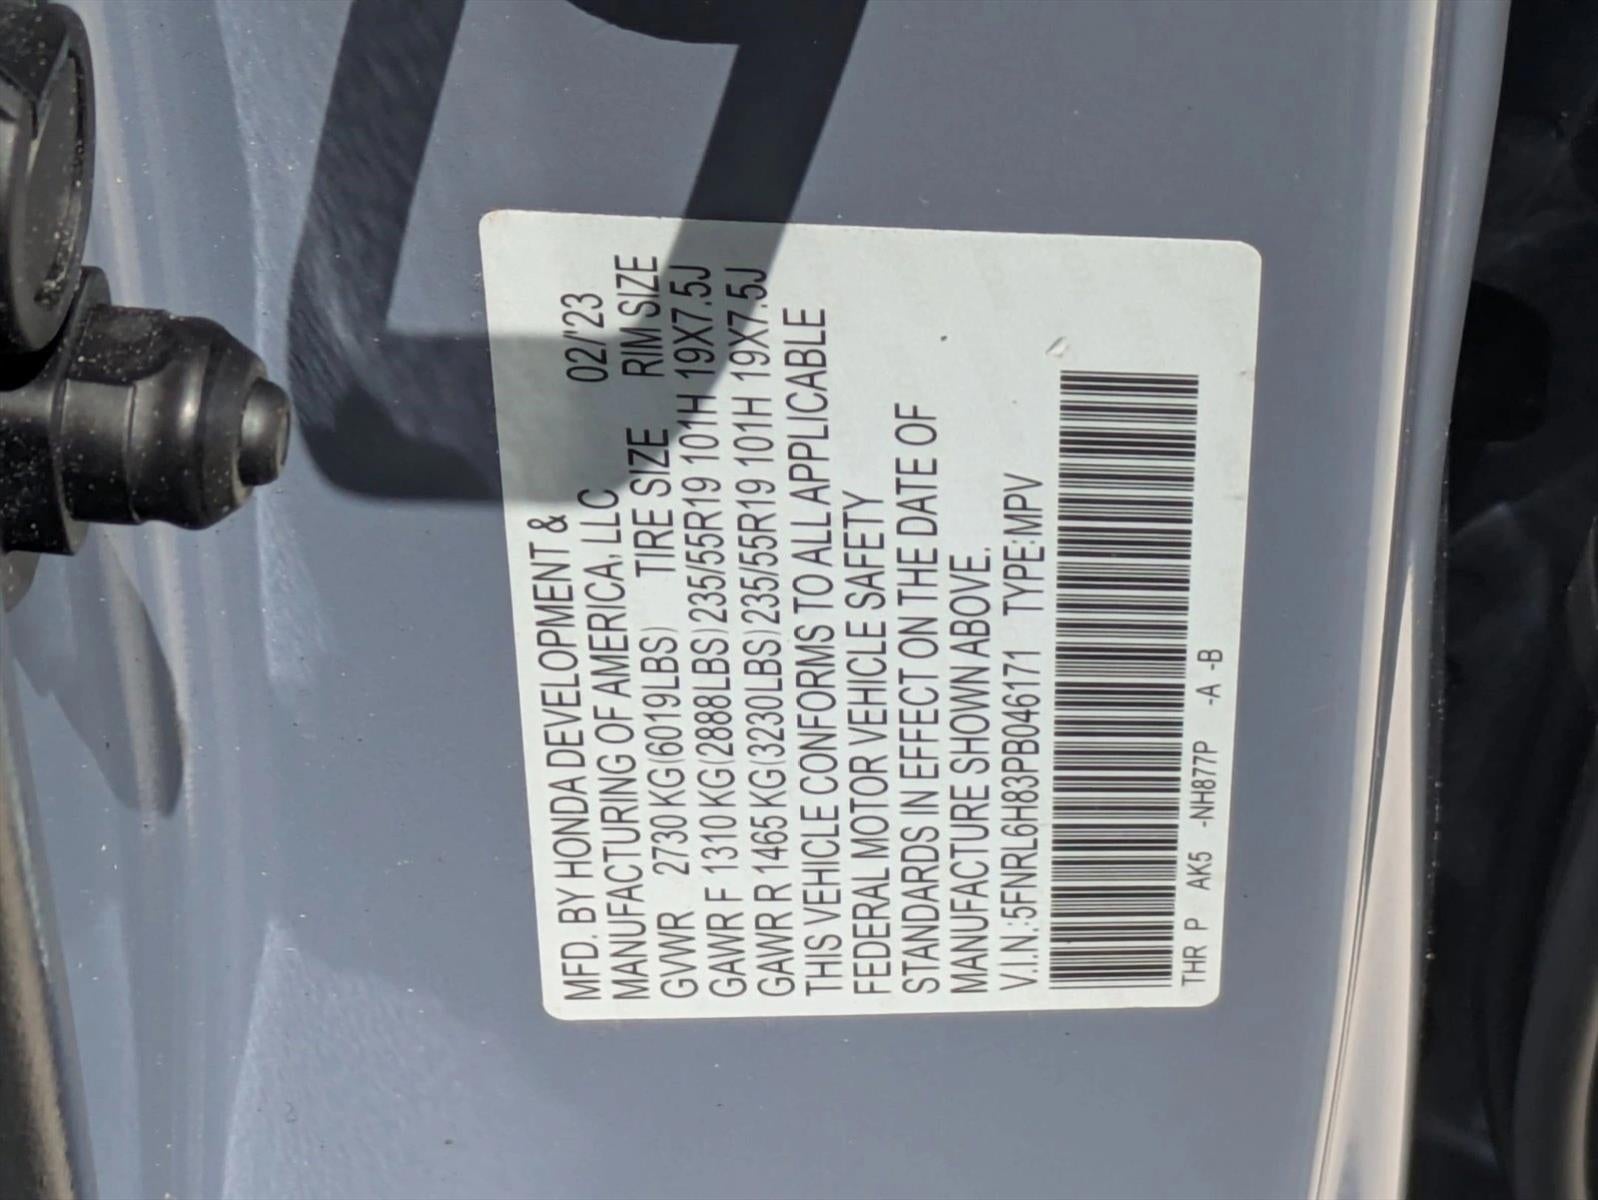 MFD. BY HONDA DEVELOPMENT &
MANUFACTURING OF AMERICA, LLC 02/'23
GVWR 2730 KG(6019LBS) TIRE SIZE RIM SIZE
GAWR F 1310 KG(2888LBS) 235/55R19 101H 19X7.5J
GAWR R 1465 KG(3230LBS) 235/55R19 101H 19X7.5J
THIS VEHICLE CONFORMS TO ALL APPLICABLE
FEDERAL MOTOR VEHICLE SAFETY
STANDARDS IN EFFECT ON THE DATE OF
MANUFACTURE SHOWN ABOVE.
V.I.N.:5FNRL6H83PB046171 TYPE:MPV
THR P AK5 -NH877P -A -B